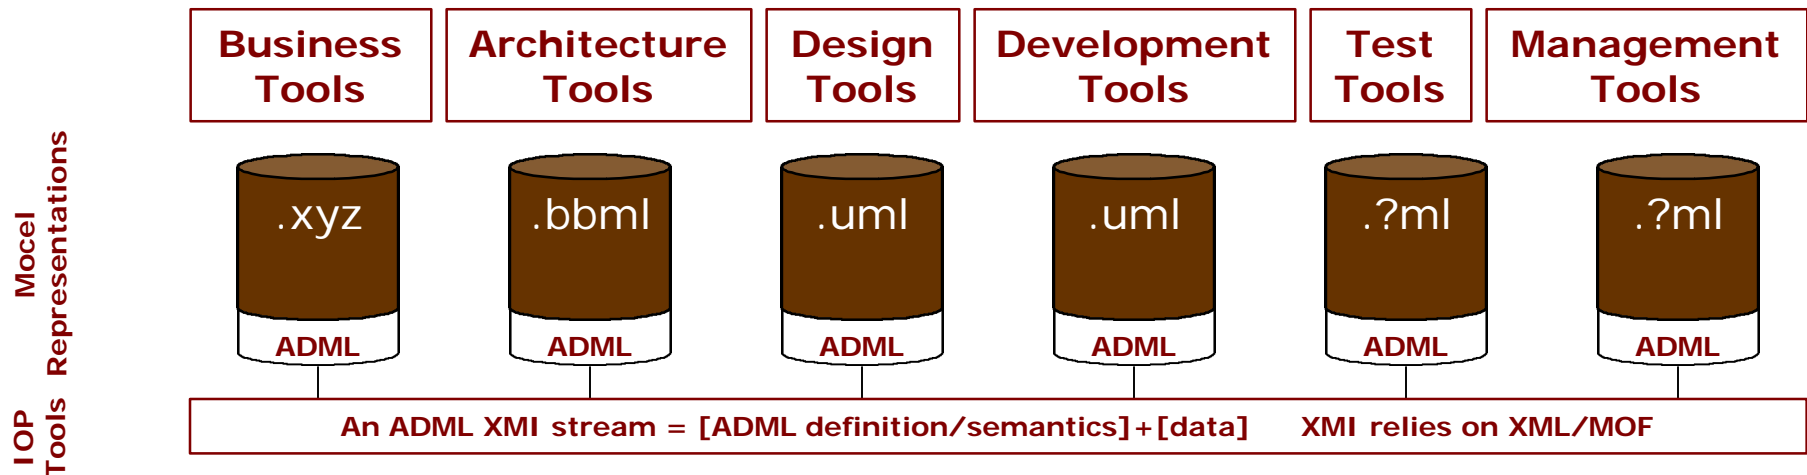 Business
Tools
Architecture
Tools
Design
Tools
Development
Tools
Test
Tools
Management
Tools
Mocel
Representations
.xyz
.bbml
.uml
.uml
.?ml
.?ml
ADML
ADML
ADML
ADML
ADML
ADML
IOP
Tools
An ADML XMI stream = [ADML definition/semantics]+[data] XMI relies on XML/MOF